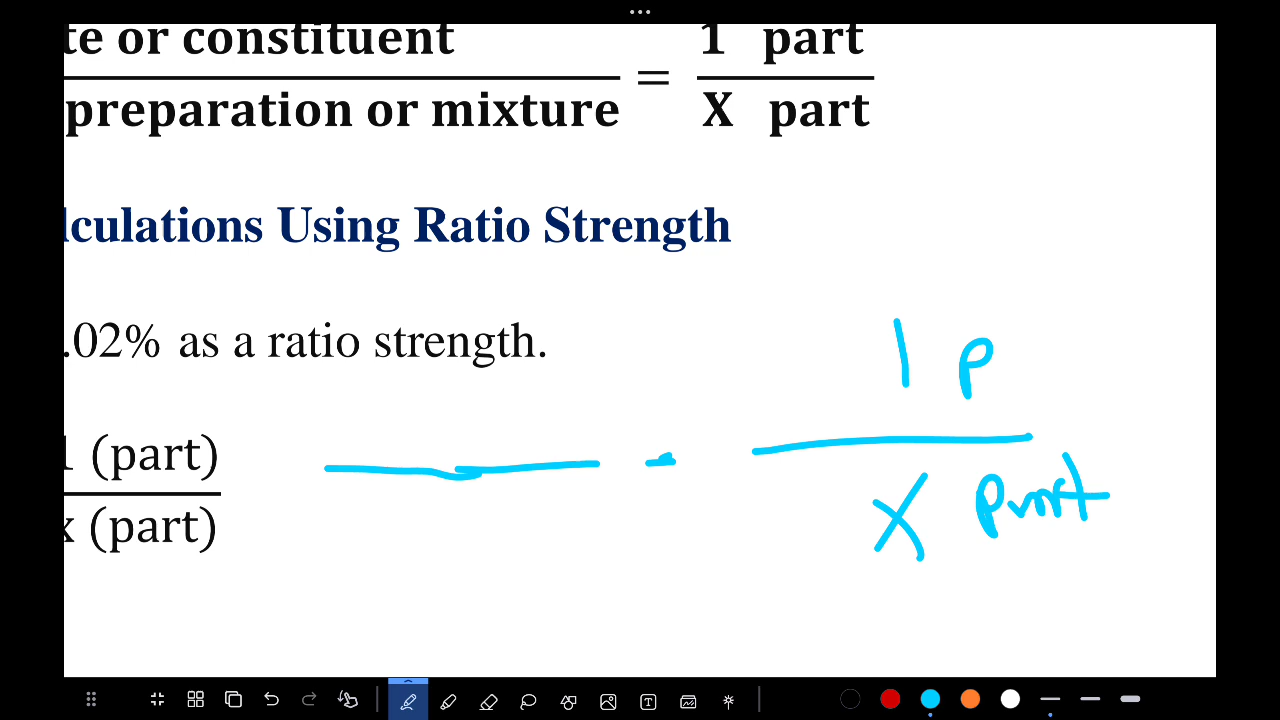 te or constituent
1 part
=
preparation or mixture
X part
lculations Using Ratio Strength
.02% as a ratio strength.
1 (part)
x (part)
1 p
X part